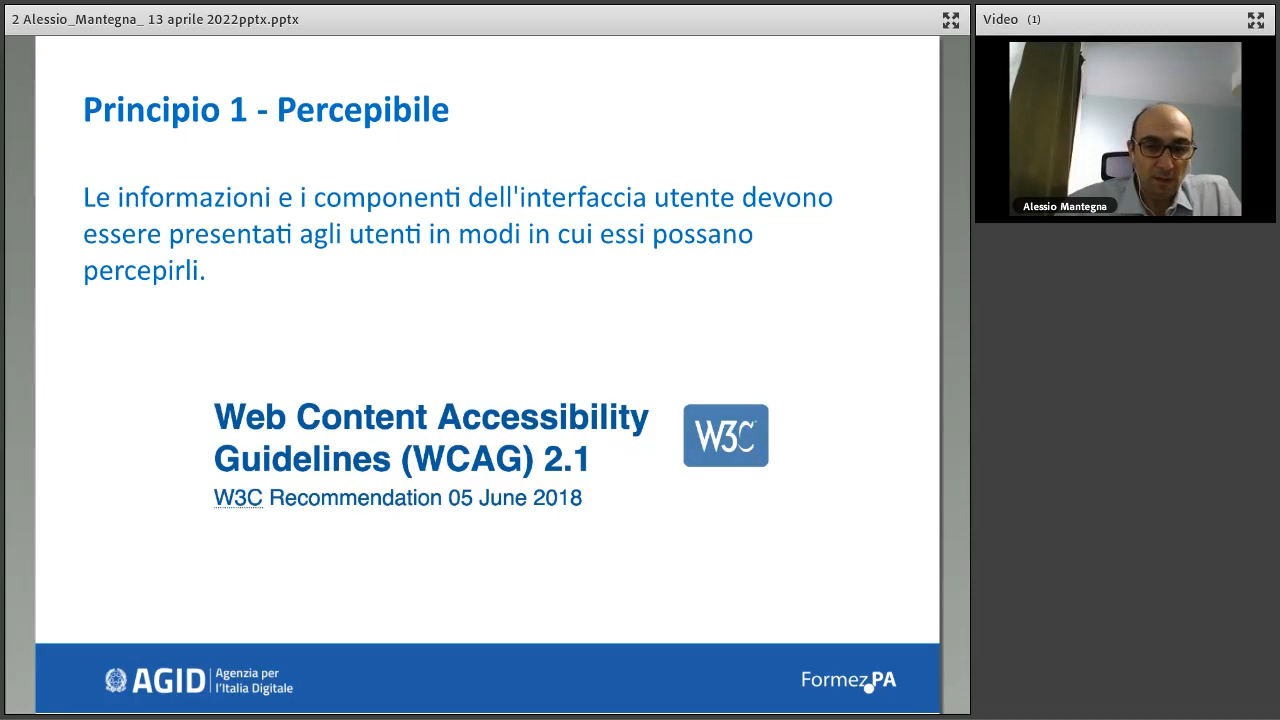 2 Alessio_Mantegna_ 13 aprile 2022pptx.pptx
Video (1)
Principio 1 - Percepibile
Le informazioni e i componenti dell'interfaccia utente devono
essere presentati agli utenti in modi in cui essi possano
percepirli.
Web Content Accessibility
Guidelines (WCAG) 2.1
W3C Recommendation 05 June 2018
W3C
AGID Agenzia per
l'Italia Digitale
Formez PA
Alessio Mantegna